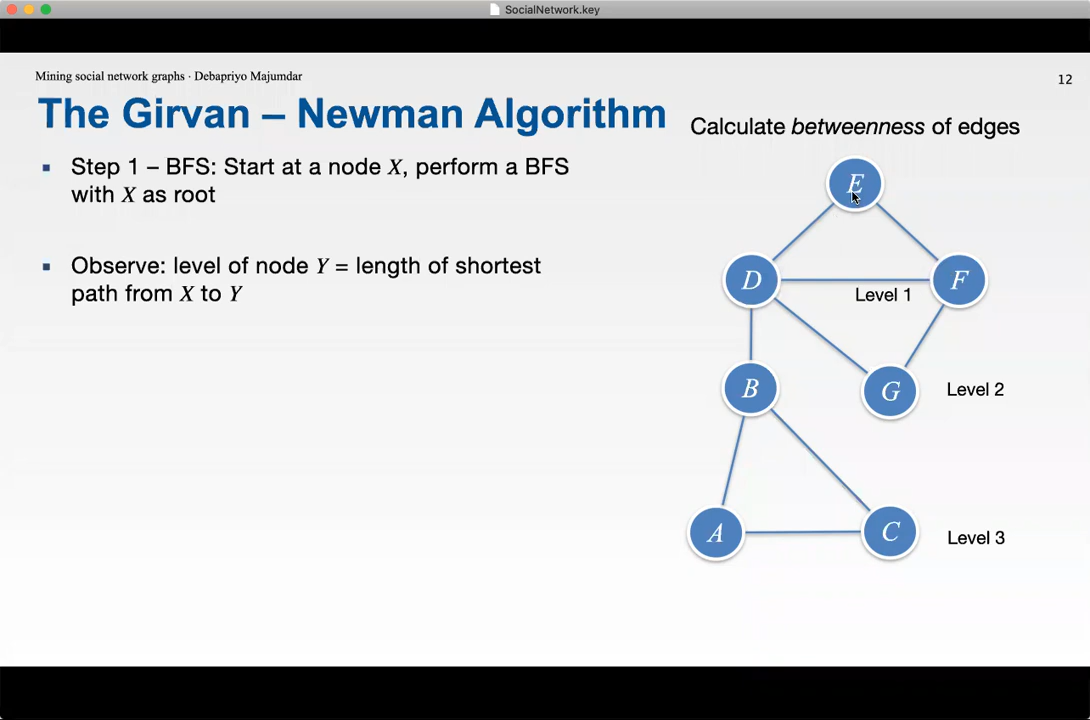 SocialNetwork.key
Mining social network graphs · Debapriyo Majumdar
12
The Girvan – Newman Algorithm
Calculate betweenness of edges
▪ Step 1 – BFS: Start at a node X, perform a BFS
with X as root
▪ Observe: level of node Y = length of shortest
path from X to Y
E
D
F
Level 1
B
G
Level 2
A
C
Level 3